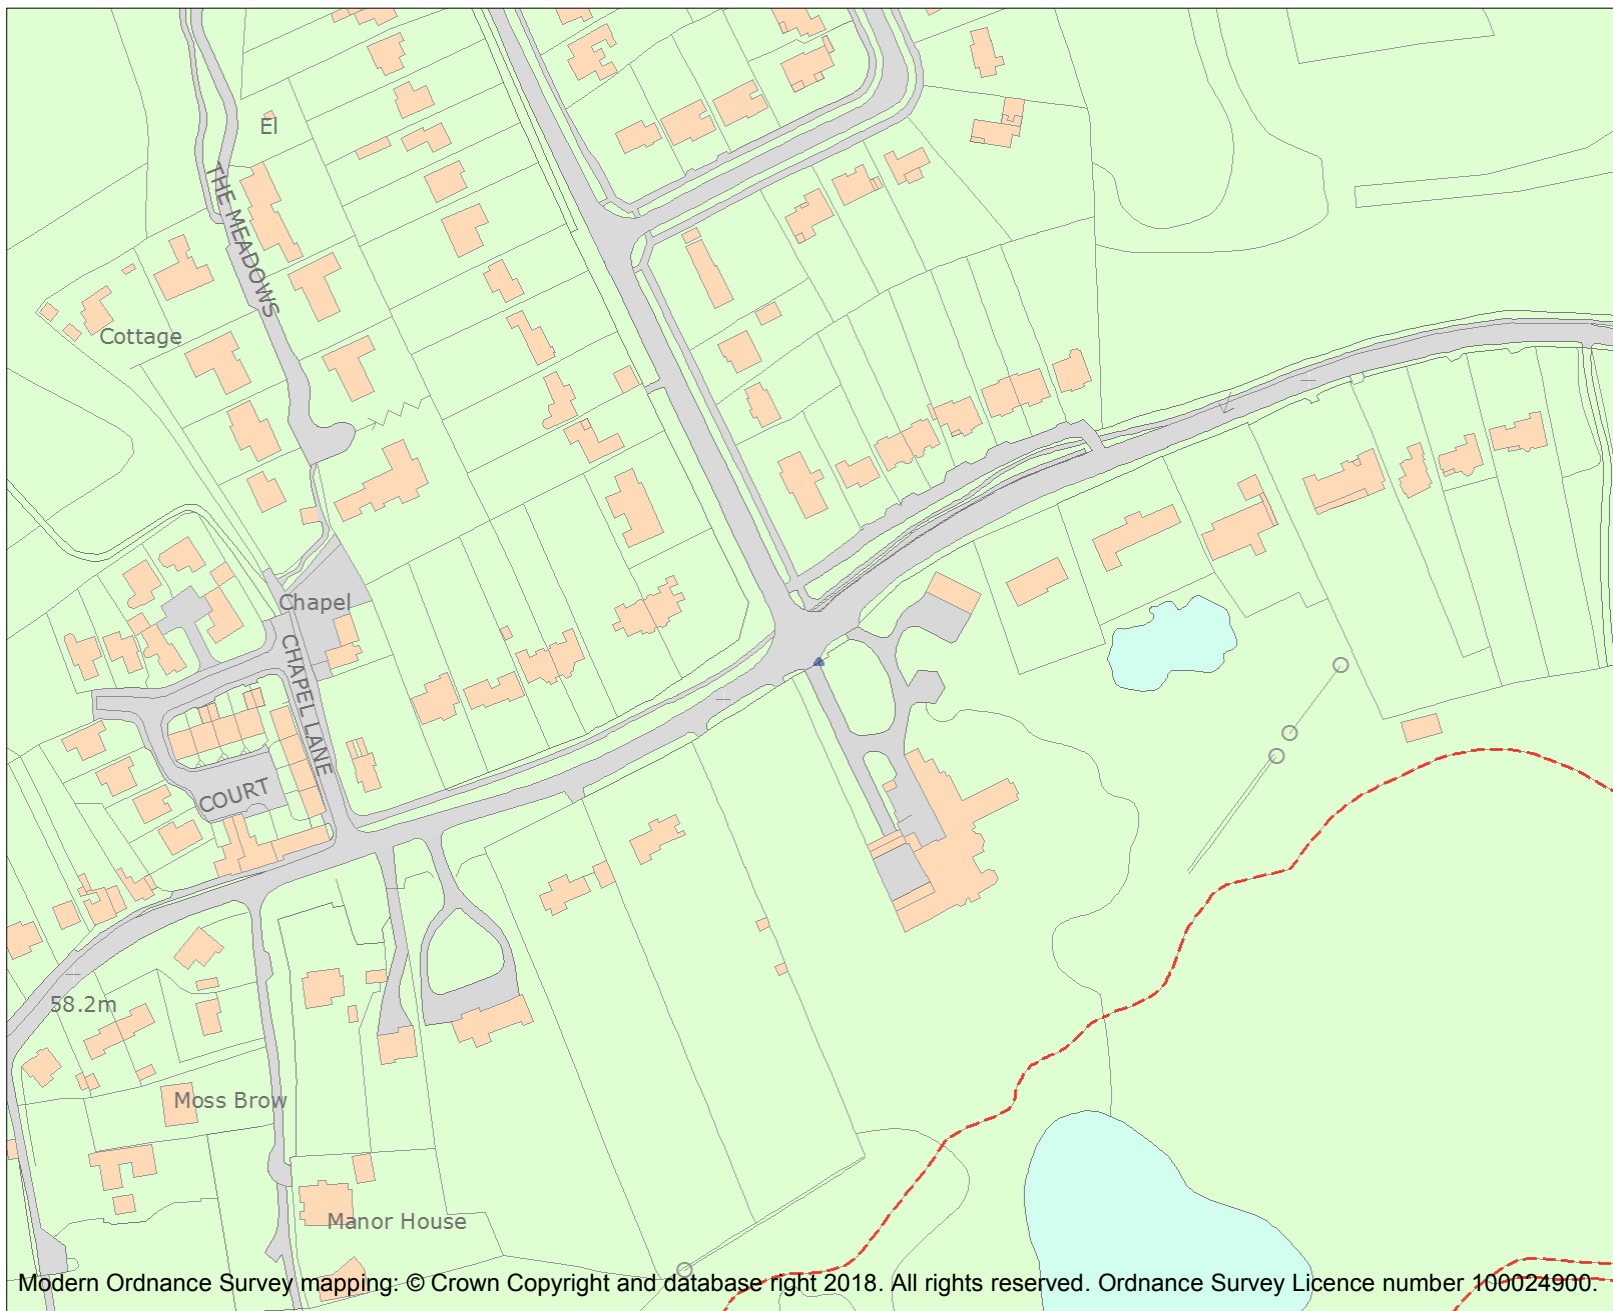 El
THE MEADOWS
Cottage
Chapel
CHAPEL LANE
COURT
58.2m
Moss Brow
Manor House
Modern Ordnance Survey mapping: © Crown Copyright and database right 2018. All rights reserved. Ordnance Survey Licence number 100024900.